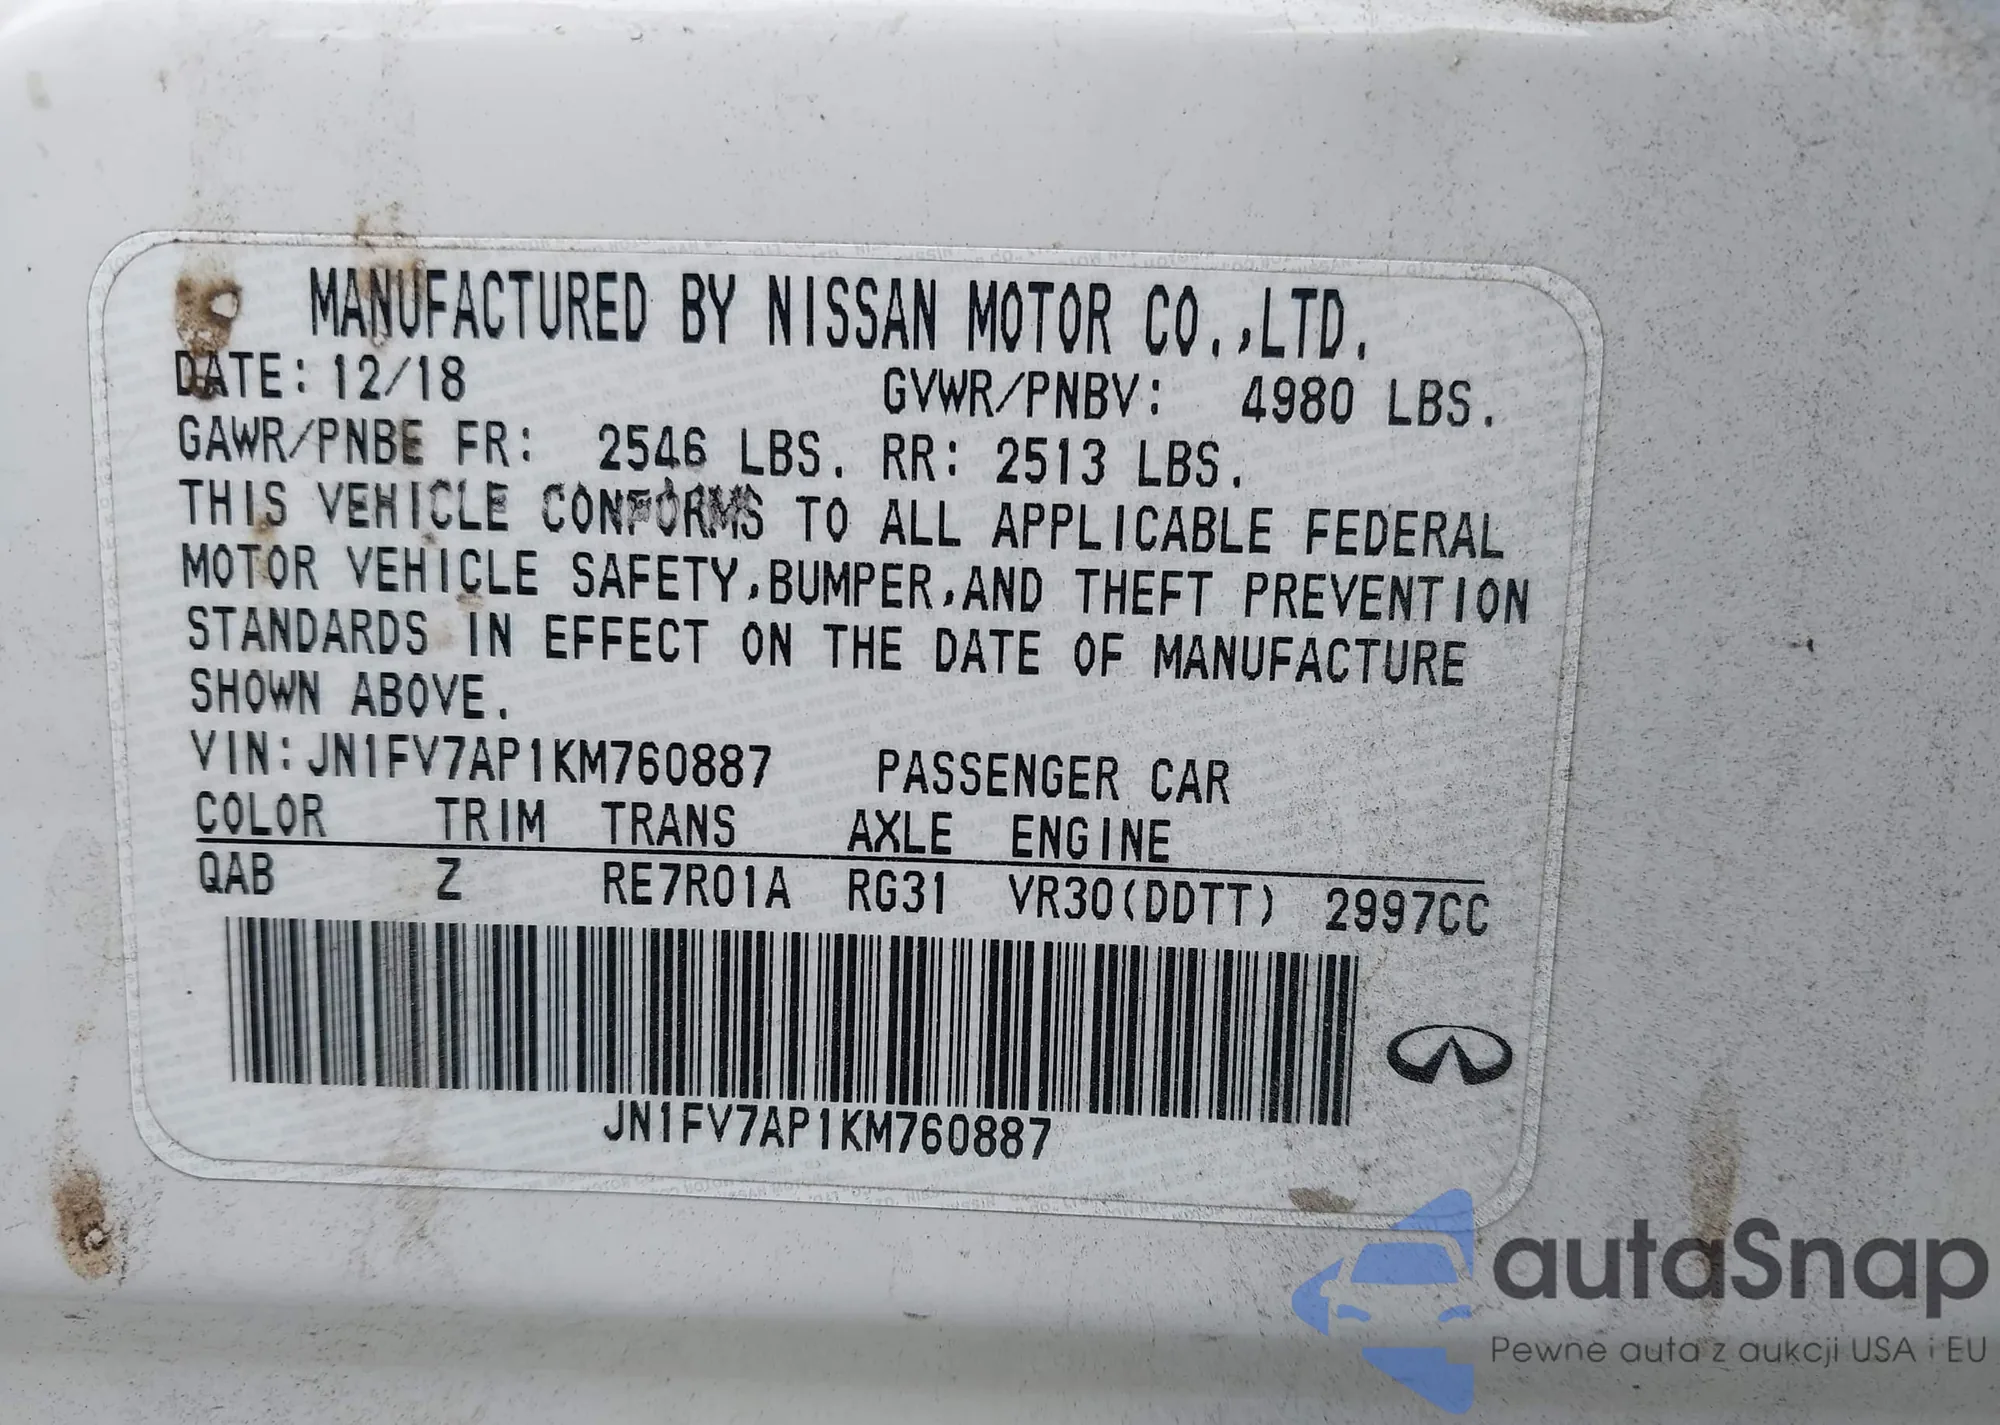 MANUFACTURED BY NISSAN MOTOR CO.,LTD.
DATE: 12/18 GVWR/PNBV: 4980 LBS.
GAWR/PNBE FR: 2546 LBS. RR: 2513 LBS.
THIS VEHICLE CONFORMS TO ALL APPLICABLE FEDERAL
MOTOR VEHICLE SAFETY,BUMPER,AND THEFT PREVENTION
STANDARDS IN EFFECT ON THE DATE OF MANUFACTURE
SHOWN ABOVE.
VIN:JN1FV7AP1KM760887 PASSENGER CAR
COLOR TRIM TRANS AXLE ENGINE
QAB Z RE7R01A RG31 VR30(DDTT) 2997CC
JN1FV7AP1KM760887
autaSnap
Pewne auta z aukcji USA i EU